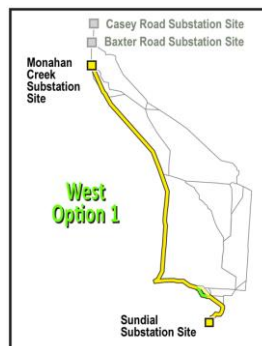 Casey Road Substation Site
Baxter Road Substation Site
Monahan
Creek
Substation
Site
West
Option 1
Sundial
Substation Site